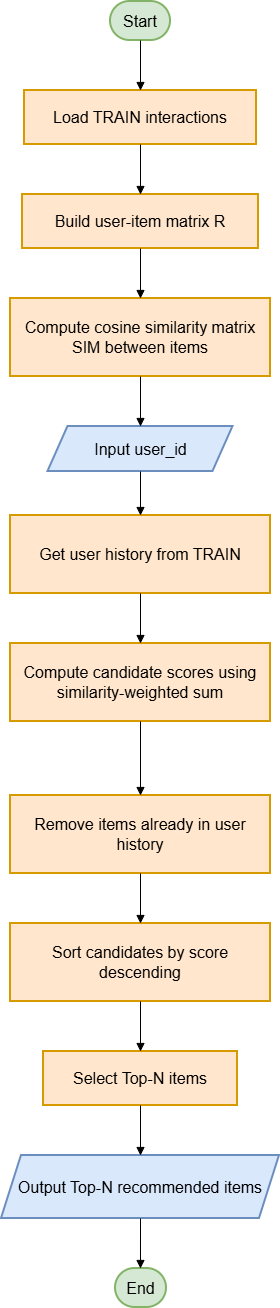 Start
Load TRAIN interactions
Build user-item matrix R
Compute cosine similarity matrix
SIM between items
Input user_id
Get user history from TRAIN
Compute candidate scores using
similarity-weighted sum
Remove items already in user
history
Sort candidates by score
descending
Select Top-N items
Output Top-N recommended items
End